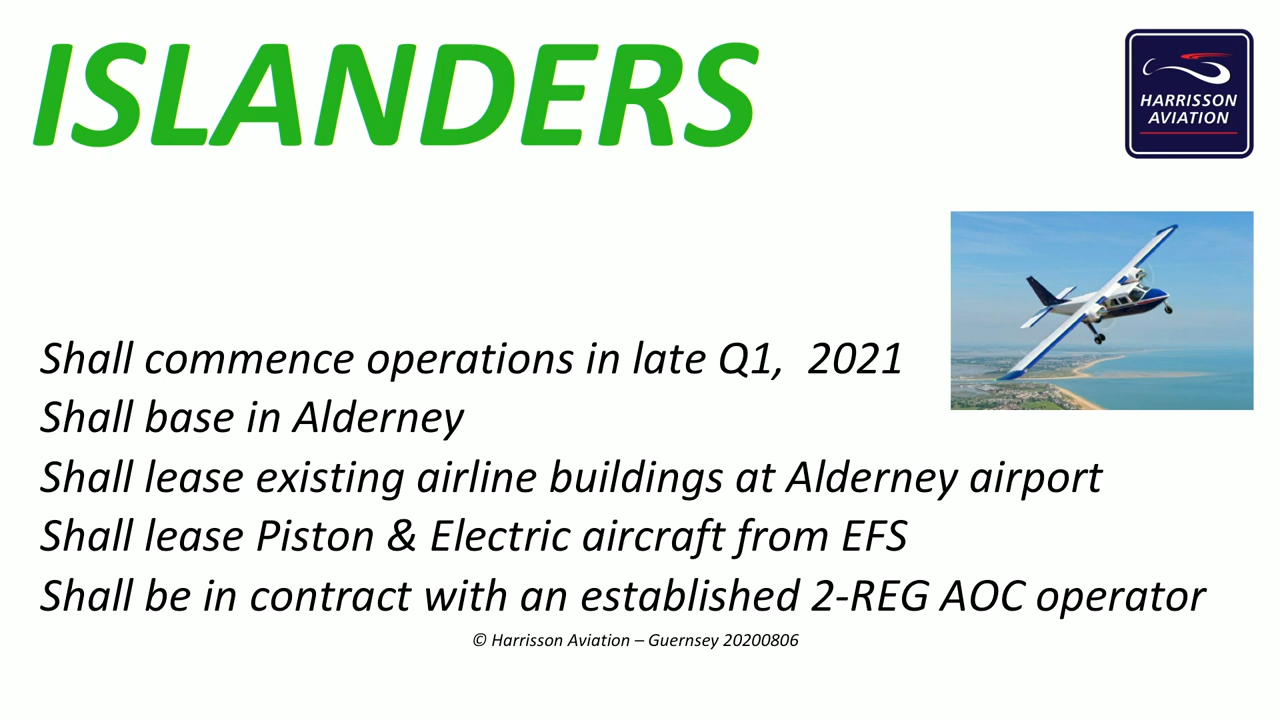 ISLANDERS
HARRISSON
AVIATION
Shall commence operations in late Q1,  2021
Shall base in Alderney
Shall lease existing airline buildings at Alderney airport
Shall lease Piston & Electric aircraft from EFS
Shall be in contract with an established 2-REG AOC operator
© Harrisson Aviation – Guernsey 20200806